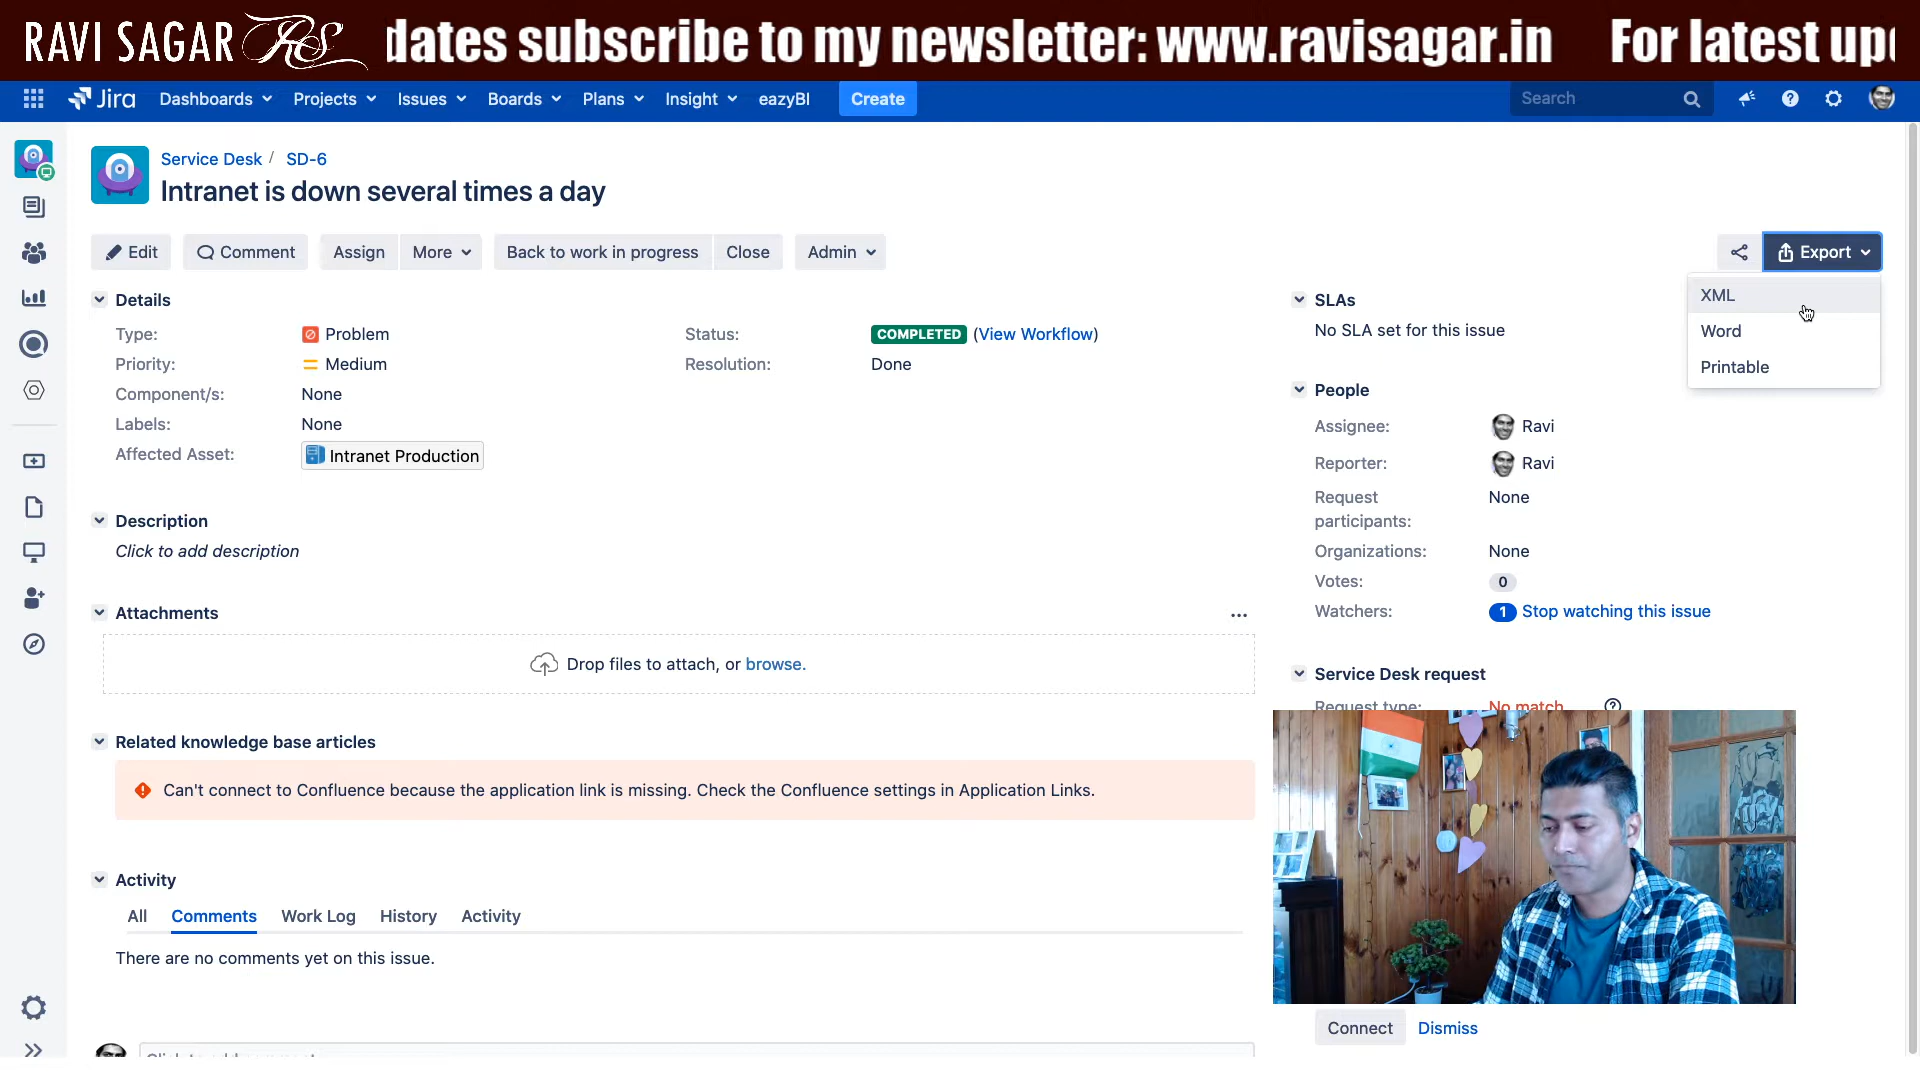 RAVI SAGAR RS
dates subscribe to my newsletter: www.ravisagar.in For latest up
Jira Dashboards Projects Issues Boards Plans Insight eazyBI Create Search
Service Desk / SD-6
Intranet is down several times a day
Edit Comment Assign More Back to work in progress Close Admin Export
XML
Word
Printable
Details
Type: Problem Status: COMPLETED (View Workflow)
Priority: Medium Resolution: Done
Component/s: None
Labels: None
Affected Asset: Intranet Production
Description
Click to add description
Attachments
Drop files to attach, or browse.
Related knowledge base articles
Can't connect to Confluence because the application link is missing. Check the Confluence settings in Application Links.
Activity
All Comments Work Log History Activity
There are no comments yet on this issue.
SLAs
No SLA set for this issue
People
Assignee: Ravi
Reporter: Ravi
Request participants: None
Organizations: None
Votes: 0
Watchers: 1 Stop watching this issue
Service Desk request
Request type: No match
Connect Dismiss